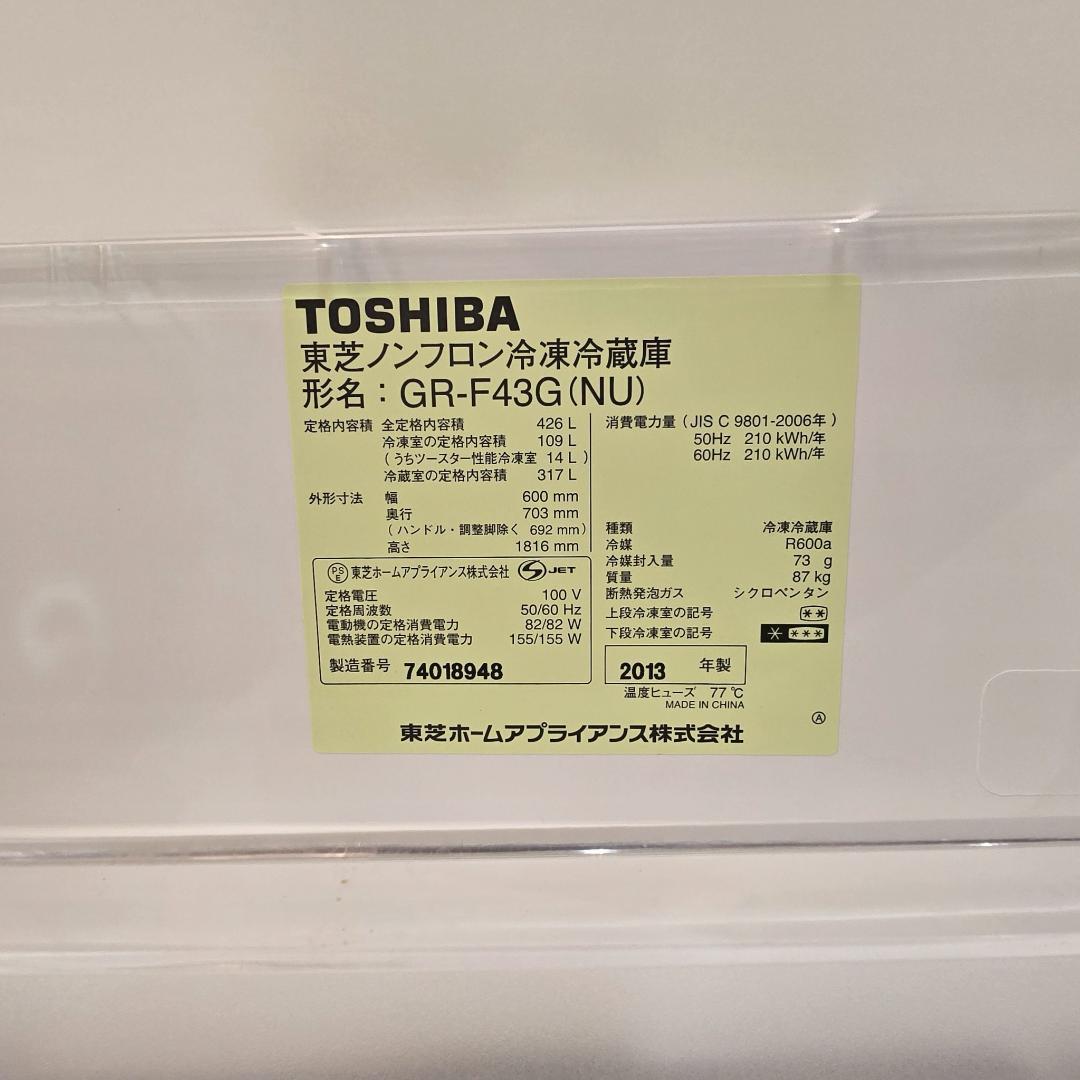 TOSHIBA
東芝ノンフロン冷凍冷蔵庫
形名：GR-F43G(NU)
定格内容積 全定格内容積 426 L
冷凍室の定格内容積 109 L
(うちツースター性能冷凍室 14 L)
冷蔵室の定格内容積 317 L
外形寸法 幅 600 mm
奥行 703 mm
(ハンドル・調整脚除く 692 mm)
高さ 1816 mm
消費電力量 (JIS C 9801-2006年)
50Hz 210 kWh/年
60Hz 210 kWh/年
種類 冷凍冷蔵庫
冷媒 R600a
冷媒封入量 73 g
質量 87 kg
断熱発泡ガス シクロペンタン
上段冷凍室の記号 **
下段冷凍室の記号 * ***
PSE 東芝ホームアプライアンス株式会社 S JET
定格電圧 100 V
定格周波数 50/60 Hz
電動機の定格消費電力 82/82 W
電熱装置の定格消費電力 155/155 W
製造番号 74018948
2013 年製
温度ヒューズ 77℃
MADE IN CHINA
Ⓐ
東芝ホームアプライアンス株式会社